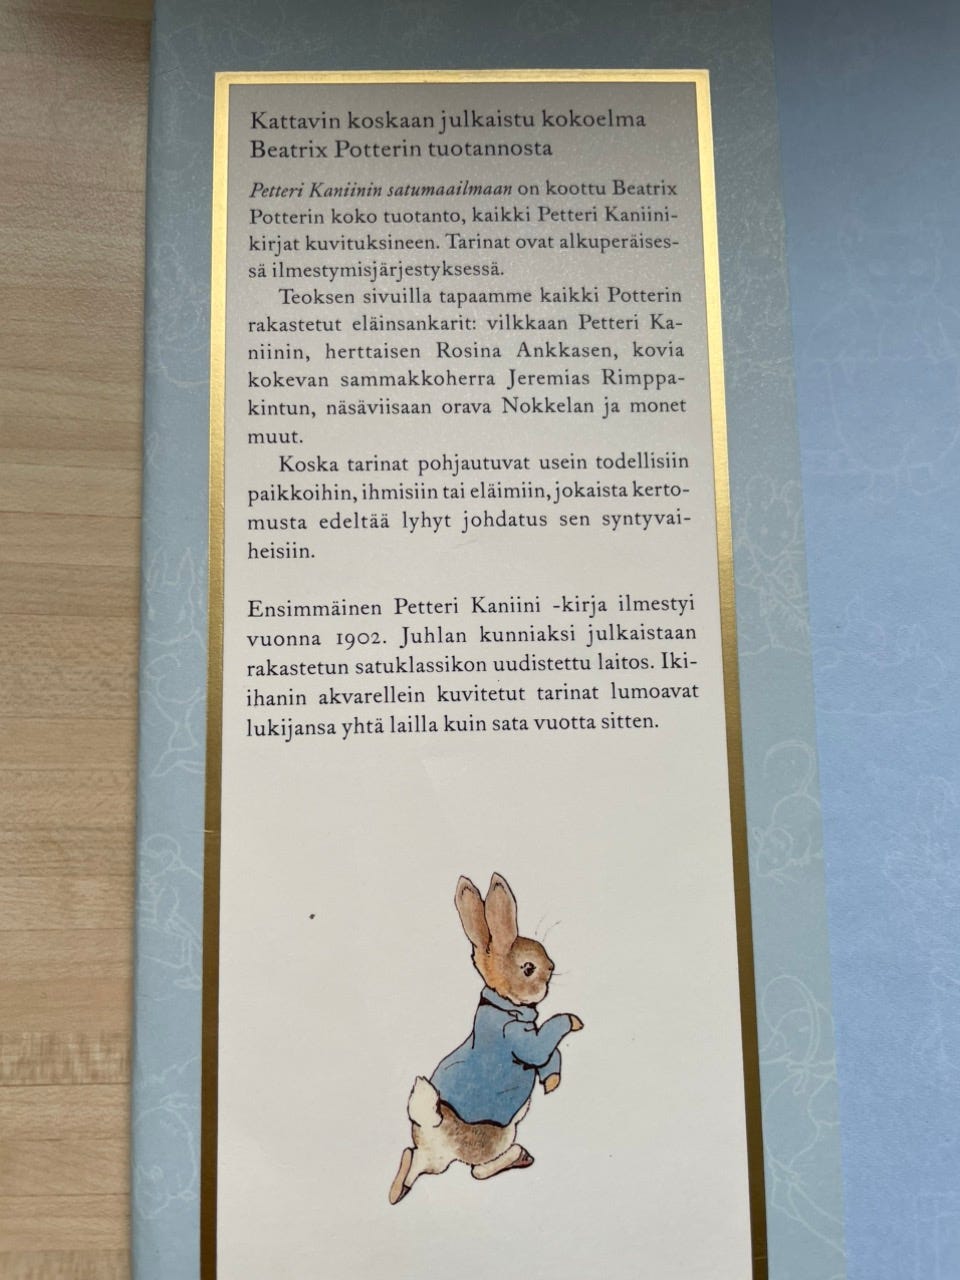 Kattavin koskaan julkaistu kokoelma
Beatrix Potterin tuotannosta
Petteri Kaniinin satumaailmaan on koottu Beatrix
Potterin koko tuotanto, kaikki Petteri Kaniini-
kirjat kuvituksineen. Tarinat ovat alkuperäises-
sä ilmestymisjärjestyksessä.
Teoksen sivuilla tapaamme kaikki Potterin
rakastetut eläinsankarit: vilkkaan Petteri Ka-
niinin, herttaisen Rosina Ankkasen, kovia
kokevan sammakkoherra Jeremias Rimppa-
kintun, näsäviisaan orava Nokkelan ja monet
muut.
Koska tarinat pohjautuvat usein todellisiin
paikkoihin, ihmisiin tai eläimiin, jokaista kerto-
musta edeltää lyhyt johdatus sen syntyvai-
heisiin.
Ensimmäinen Petteri Kaniini -kirja ilmestyi
vuonna 1902. Juhlan kunniaksi julkaistaan
rakastetun satuklassikon uudistettu laitos. Iki-
ihanin akvarellein kuvitetut tarinat lumoavat
lukijansa yhtä lailla kuin sata vuotta sitten.